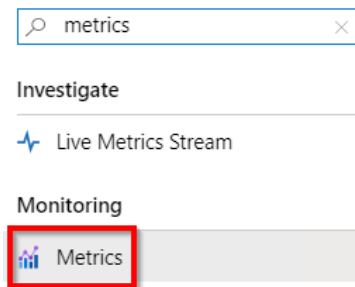 metrics
Investigate
Live Metrics Stream
Monitoring
Metrics